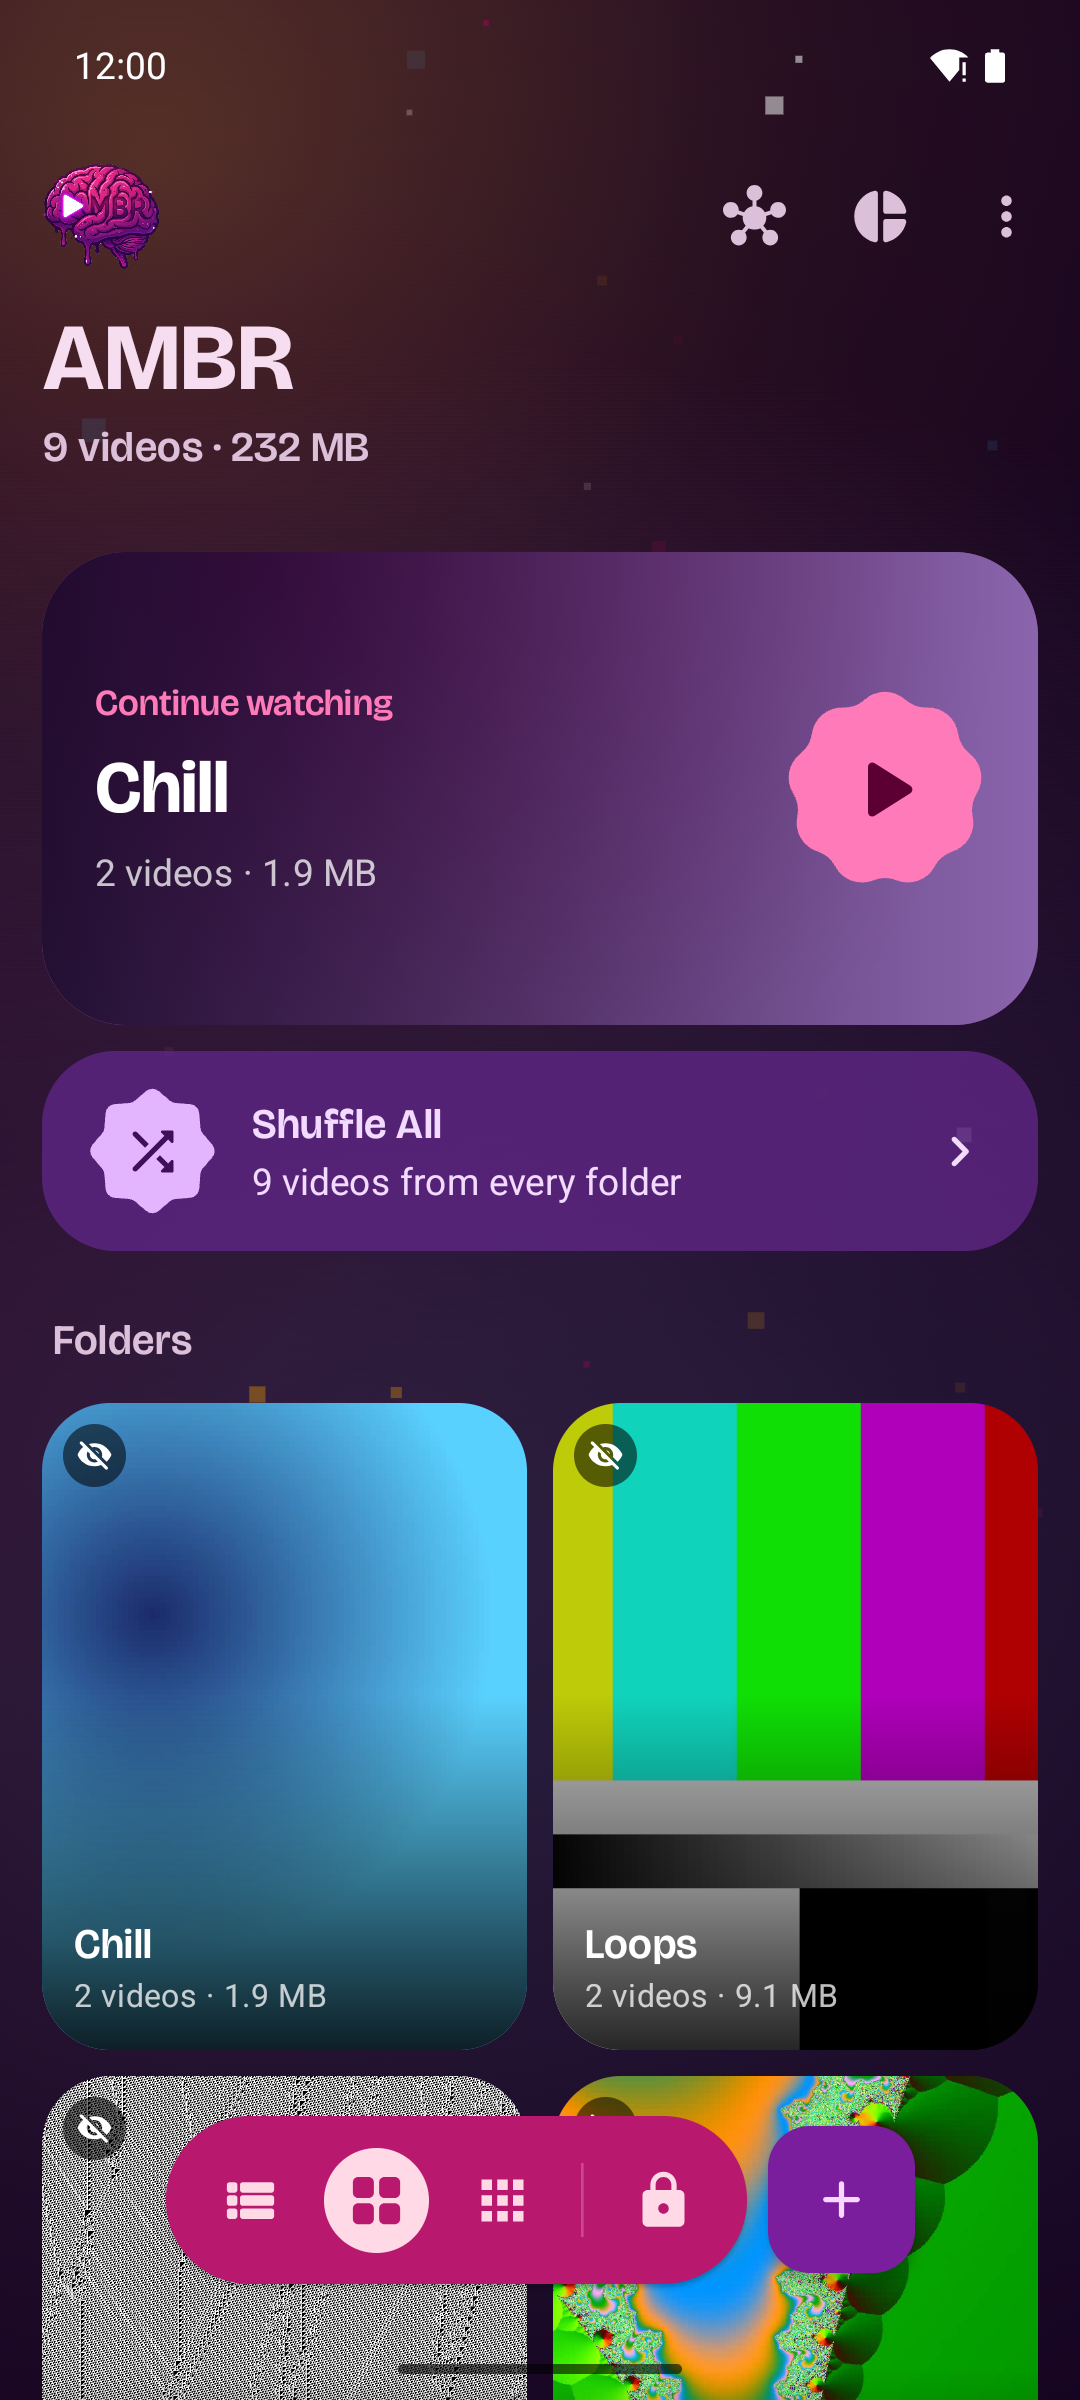 12:00
AMBR
AMBR
9 videos · 232 MB
Continue watching
Chill
2 videos · 1.9 MB
Shuffle All
9 videos from every folder
Folders
Chill
2 videos · 1.9 MB
Loops
2 videos · 9.1 MB